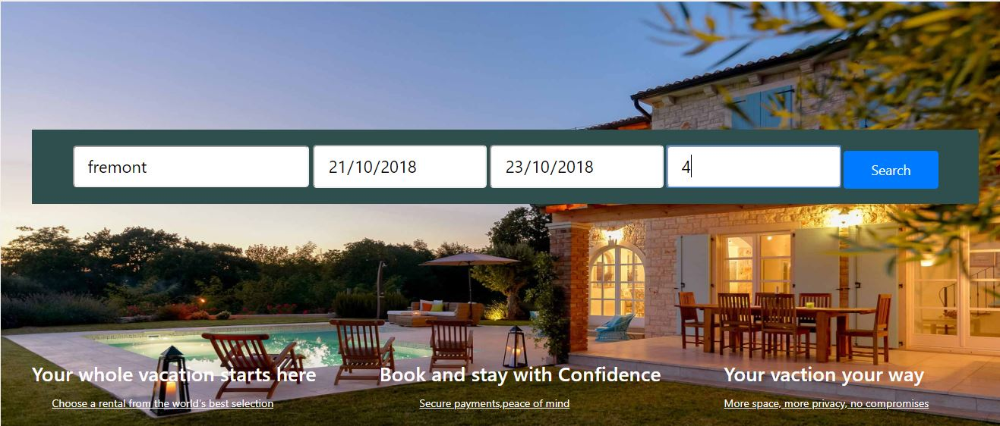 fremont 21/10/2018 23/10/2018 4 Search
Your whole vacation starts here
Choose a rental from the world's best selection
Book and stay with Confidence
Secure payments,peace of mind
Your vaction your way
More space, more privacy, no compromises